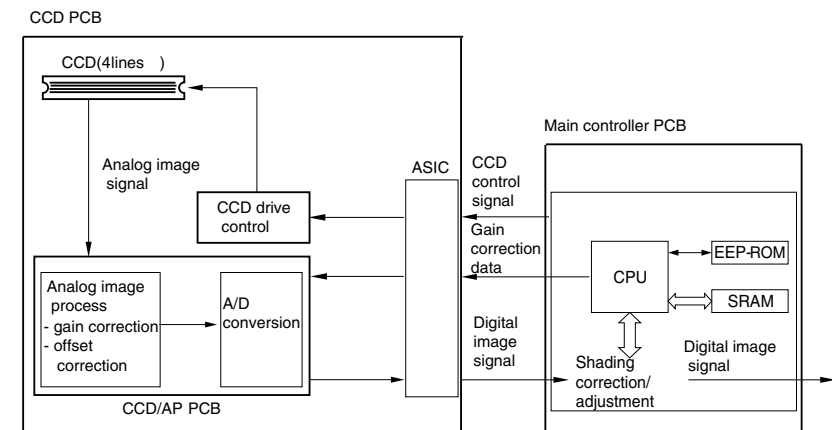 CCD PCB
CCD(4lines )
Analog image
signal
CCD drive
control
Analog image
process
- gain correction
- offset
correction
A/D
conversion
CCD/AP PCB
ASIC
CCD
control
signal
Gain
correction
data
Digital
image
signal
Main controller PCB
CPU
EEP-ROM
SRAM
Shading
correction/
adjustment
Digital image
signal